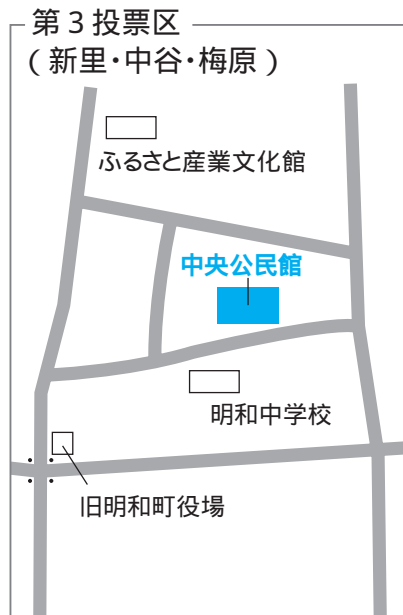 第3投票区
(新里・中谷・梅原)
ふるさと産業文化館
中央公民館
明和中学校
旧明和町役場